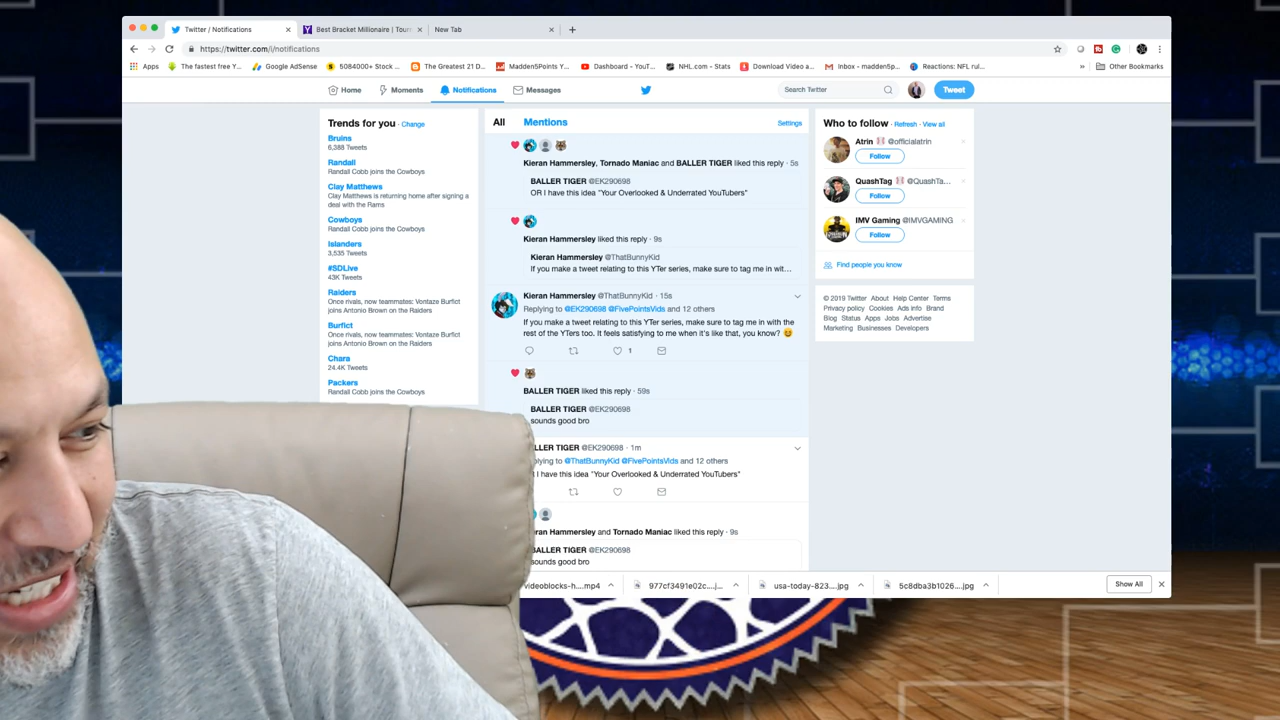 Twitter / Notifications
Best Bracket Millionaire | Tourn
New Tab
https://twitter.com/i/notifications
Apps
The fastest free Y...
Google AdSense
5084000+ Stock ...
The Greatest 21 D...
Madden5Points Y...
Dashboard - YouT...
NHL.com - Stats
Download Video a...
Inbox - madden5p...
Reactions: NFL rul...
»
Other Bookmarks
Home
Moments
Notifications
Messages
Search Twitter
Tweet
Trends for you · Change
Bruins
6,388 Tweets
Randall
Randall Cobb joins the Cowboys
Clay Matthews
Clay Matthews is returning home after signing a
deal with the Rams
Cowboys
Randall Cobb joins the Cowboys
Islanders
3,535 Tweets
#SDLive
43K Tweets
Raiders
Once rivals, now teammates: Vontaze Burfict
joins Antonio Brown on the Raiders
Burfict
Once rivals, now teammates: Vontaze Burfict
joins Antonio Brown on the Raiders
Chara
24.4K Tweets
Packers
Randall Cobb joins the Cowboys
All
Mentions
Settings
Kieran Hammersley, Tornado Maniac and BALLER TIGER liked this reply · 5s
BALLER TIGER @EK290698
OR I have this idea "Your Overlooked & Underrated YouTubers"
Kieran Hammersley liked this reply · 9s
Kieran Hammersley @ThatBunnyKid
If you make a tweet relating to this YTer series, make sure to tag me in wit...
Kieran Hammersley @ThatBunnyKid · 15s
Replying to @EK290698 @FivePointsVids and 12 others
If you make a tweet relating to this YTer series, make sure to tag me in with the
rest of the YTers too. It feels satisfying to me when it's like that, you know? 😄
1
BALLER TIGER liked this reply · 59s
BALLER TIGER @EK290698
sounds good bro
ALLER TIGER @EK290698 · 1m
plying to @ThatBunnyKid @FivePointsVids and 12 others
I have this idea "Your Overlooked & Underrated YouTubers"
ran Hammersley and Tornado Maniac liked this reply · 9s
BALLER TIGER @EK290698
sounds good bro
Who to follow · Refresh · View all
Atrin @officialatrin
Follow
QuashTag @QuashTa...
Follow
IMV Gaming @IMVGAMING
Follow
Find people you know
© 2019 Twitter About Help Center Terms
Privacy policy Cookies Ads info Brand
Blog Status Apps Jobs Advertise
Marketing Businesses Developers
videoblocks-h....mp4
977cf3491e02c....j...
usa-today-823....jpg
5c8dba3b1026....jpg
Show All